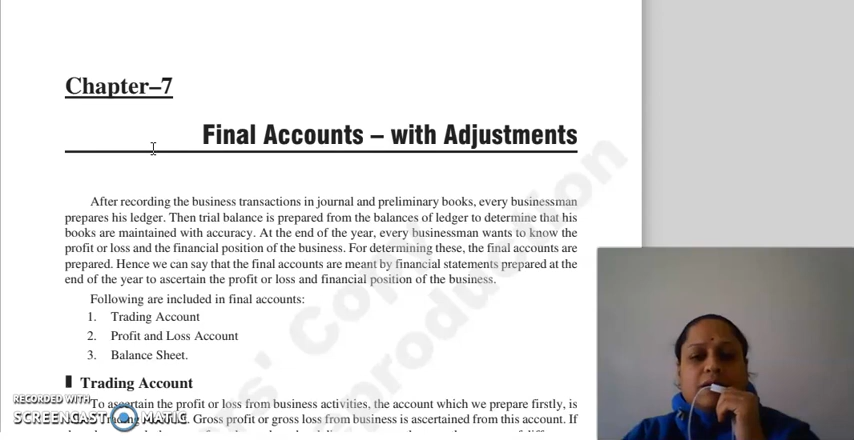 Chapter–7
Final Accounts – with Adjustments
After recording the business transactions in journal and preliminary books, every businessman
prepares his ledger. Then trial balance is prepared from the balances of ledger to determine that his
books are maintained with accuracy. At the end of the year, every businessman wants to know the
profit or loss and the financial position of the business. For determining these, the final accounts are
prepared. Hence we can say that the final accounts are meant by financial statements prepared at the
end of the year to ascertain the profit or loss and financial position of the business.
Following are included in final accounts:
1. Trading Account
2. Profit and Loss Account
3. Balance Sheet.
Trading Account
To ascertain the profit or loss from business activities, the account which we prepare firstly, is
Gross profit or gross loss from business is ascertained from this account. If
RECORDED WITH
SCREENCAST MATIC